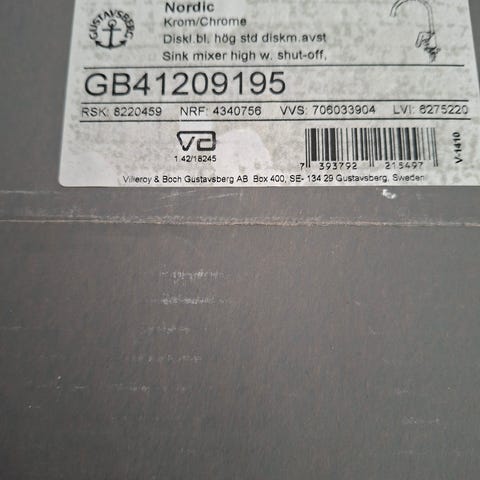 GUSTAVSBERG
Nordic
Krom/Chrome
Diskl.bl. hög std diskm.avst
Sink mixer high w. shut-off,
GB41209195
RSK: 8220459 NRF: 4340756 VVS: 706033904 LVI: 6275220
VA
1.42/18245
7 393792 215497
V-1410
Villeroy & Boch Gustavsberg AB Box 400, SE- 134 29 Gustavsberg, Sweden